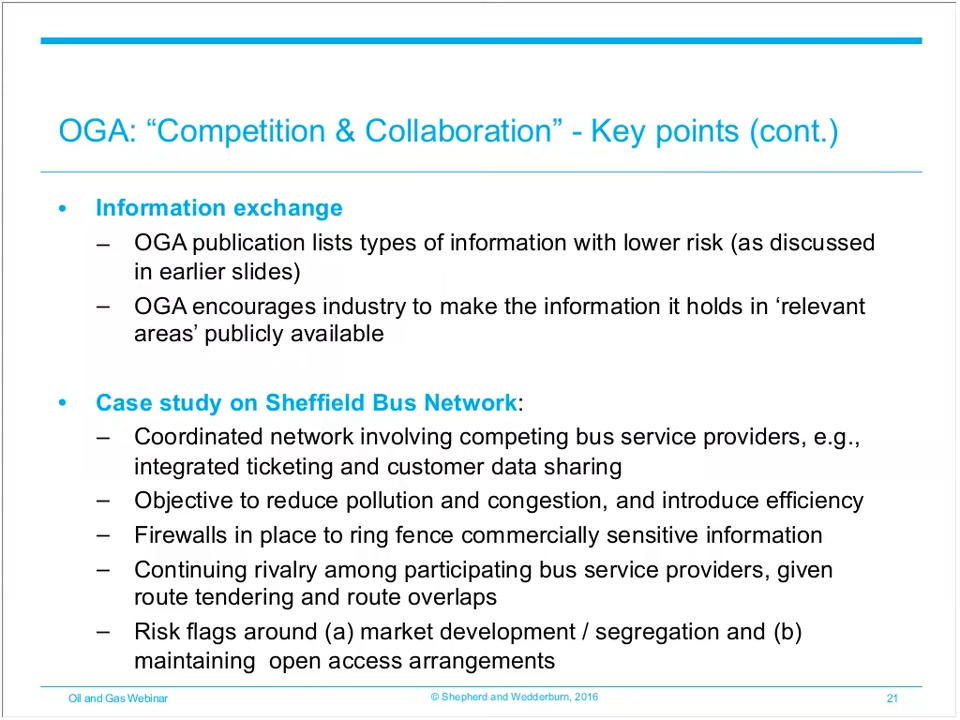 OGA: “Competition & Collaboration” - Key points (cont.)
• Information exchange
– OGA publication lists types of information with lower risk (as discussed
in earlier slides)
– OGA encourages industry to make the information it holds in ‘relevant
areas’ publicly available
• Case study on Sheffield Bus Network:
– Coordinated network involving competing bus service providers, e.g.,
integrated ticketing and customer data sharing
– Objective to reduce pollution and congestion, and introduce efficiency
– Firewalls in place to ring fence commercially sensitive information
– Continuing rivalry among participating bus service providers, given
route tendering and route overlaps
– Risk flags around (a) market development / segregation and (b)
maintaining  open access arrangements
Oil and Gas Webinar
© Shepherd and Wedderburn, 2016
21